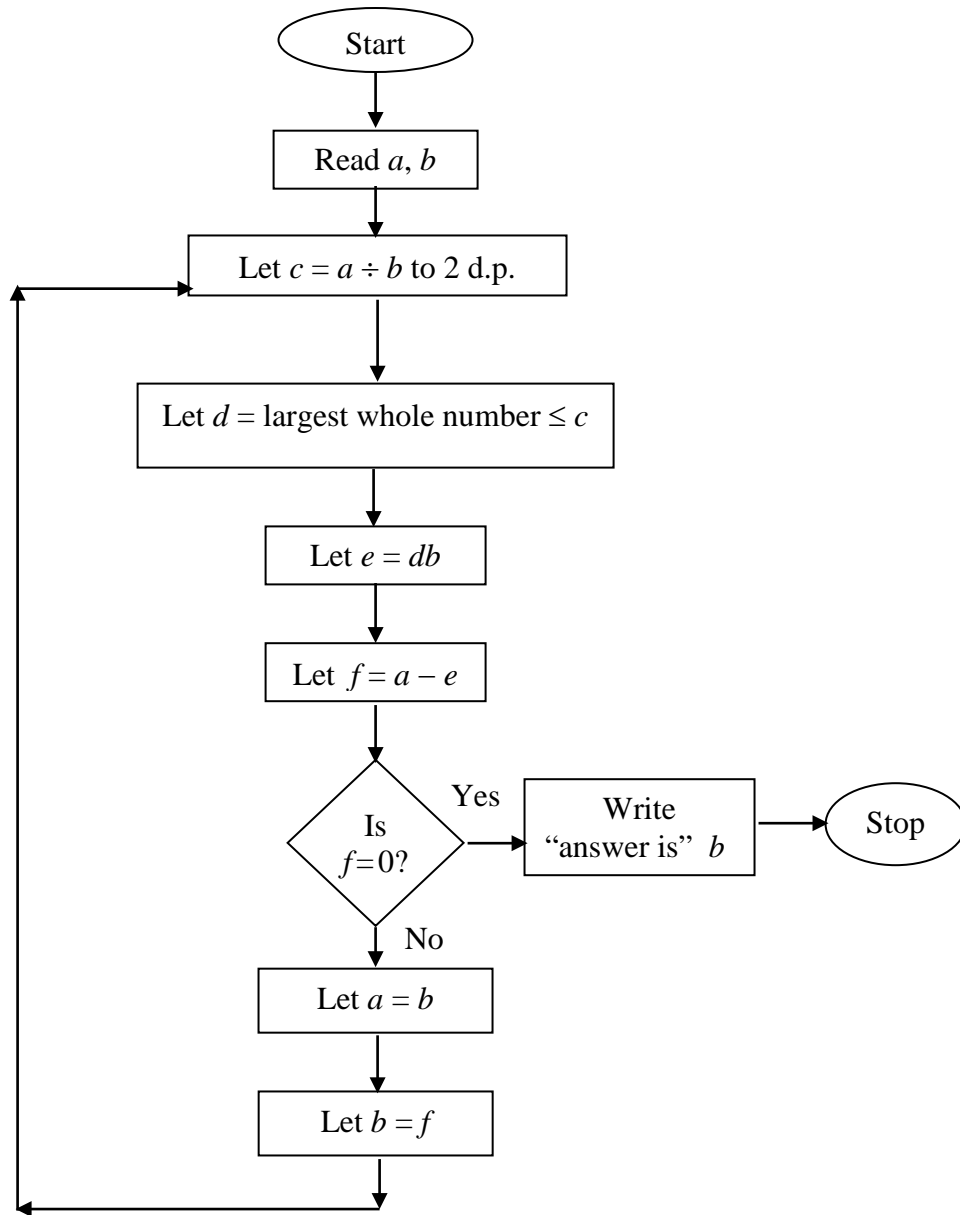 Start
Read a, b
Let c = a ÷ b to 2 d.p.
Let d = largest whole number ≤ c
Let e = db
Let f = a − e
Is
f = 0?
Yes
Write
“answer is” b
Stop
No
Let a = b
Let b = f